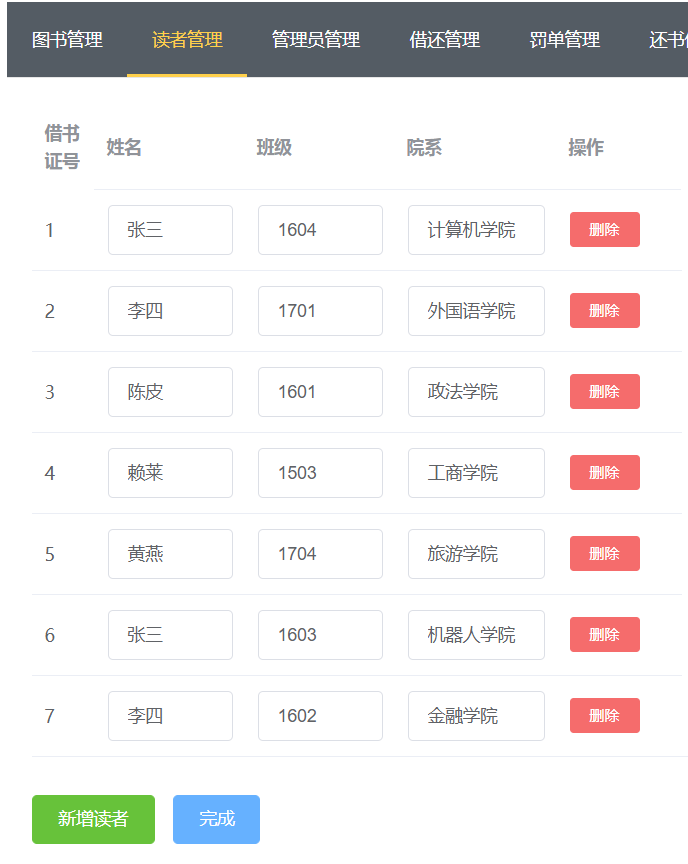 图书管理 读者管理 管理员管理 借还管理 罚单管理 还书
借书证号 姓名 班级 院系 操作
1 张三 1604 计算机学院 删除
2 李四 1701 外国语学院 删除
3 陈皮 1601 政法学院 删除
4 赖莱 1503 工商学院 删除
5 黄燕 1704 旅游学院 删除
6 张三 1603 机器人学院 删除
7 李四 1602 金融学院 删除
新增读者 完成